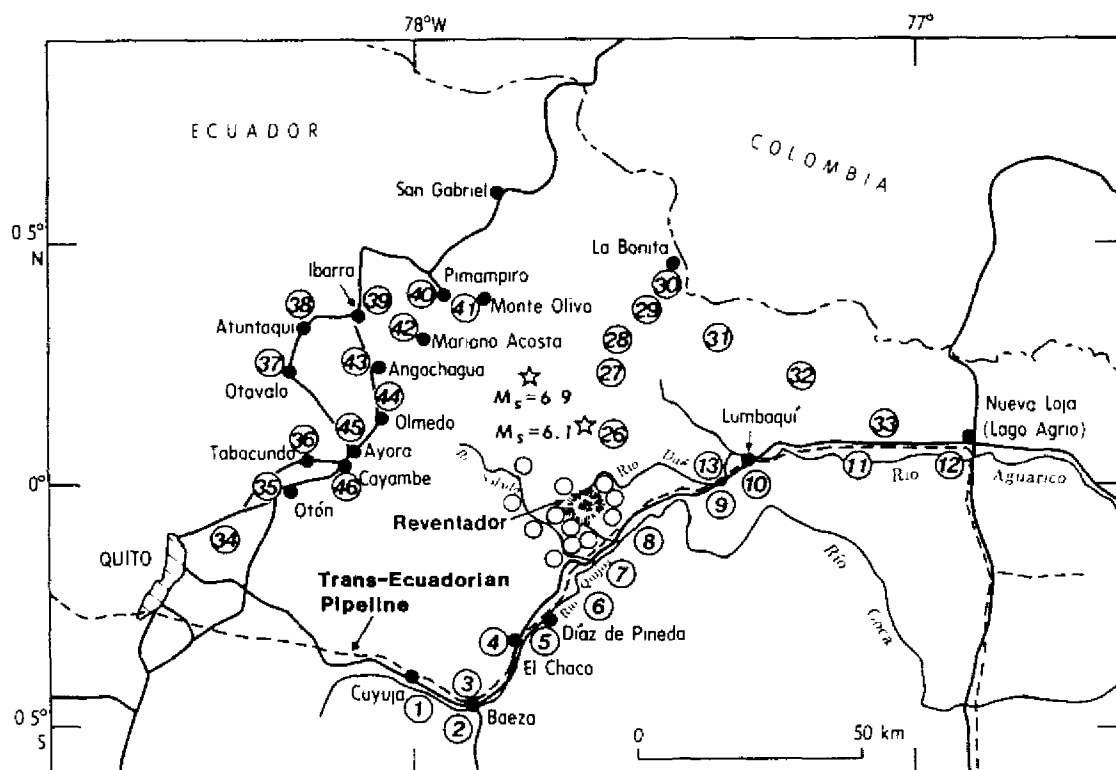 78°W
77°
ECUADOR
COLOMBIA
San Gabriel
0 5°
N
La Bonita
Ibarra
Pimampiro
30
38
39
40
41
Monte Olivo
29
Atuntaqui
42
Mariano Acosta
28
31
37
43
Angochagua
27
32
Otavalo
44
Ms=6 9
Olmedo
Lumbaquí
Nueva Loja
(Lago Agrio)
45
Ms=6.1
26
33
36
Tabacundo
Ayora
Cayambe
13
0°
35
46
Río
10
11
Río
12
Aguarico
Otón
9
Reventador
34
8
QUITO
7
Río
Coca
Trans-Ecuadorian
Pipeline
Río
6
4
5
Díaz de Pineda
El Chaco
Cuyuja
3
1
2
Baeza
0 5°
S
0
50 km